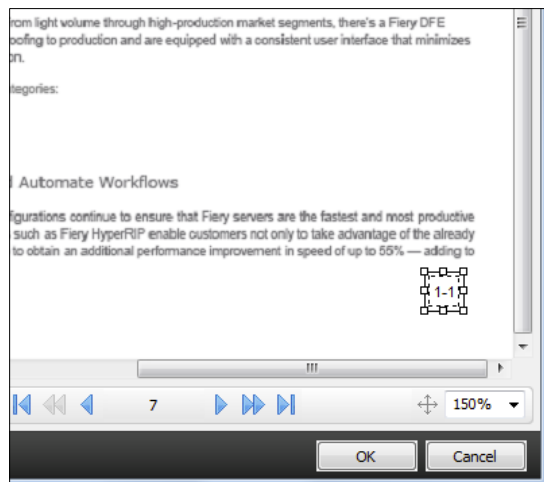 rom light volume through high-production market segments, there's a Fiery DFE
oofing to production and are equipped with a consistent user interface that minimizes
on.
tegories:
l Automate Workflows
figurations continue to ensure that Fiery servers are the fastest and most productive
such as Fiery HyperRIP enable customers not only to take advantage of the already
to obtain an additional performance improvement in speed of up to 55% — adding to
1-1
7
150%
OK
Cancel